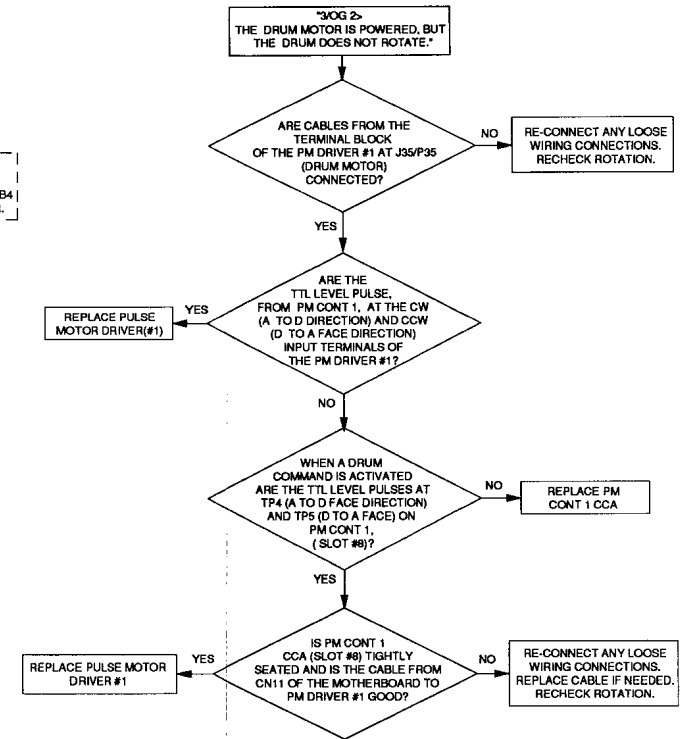 "3/OG 2>
THE DRUM MOTOR IS POWERED, BUT
THE DRUM DOES NOT ROTATE."
ARE CABLES FROM THE
TERMINAL BLOCK
OF THE PM DRIVER #1 AT J35/P35
(DRUM MOTOR)
CONNECTED?
NO
RE-CONNECT ANY LOOSE
WIRING CONNECTIONS.
RECHECK ROTATION.
B4
YES
ARE THE
TTL LEVEL PULSE,
FROM PM CONT 1, AT THE CW
(A TO D DIRECTION) AND CCW
(D TO A FACE DIRECTION)
INPUT TERMINALS OF
THE PM DRIVER #1?
YES
REPLACE PULSE
MOTOR DRIVER(#1)
NO
WHEN A DRUM
COMMAND IS ACTIVATED
ARE THE TTL LEVEL PULSES AT
TP4 (A TO D FACE DIRECTION)
AND TP5 (D TO A FACE) ON
PM CONT 1,
( SLOT #8)?
NO
REPLACE PM
CONT 1 CCA
YES
IS PM CONT 1
CCA (SLOT #8) TIGHTLY
SEATED AND IS THE CABLE FROM
CN11 OF THE MOTHERBOARD TO
PM DRIVER #1 GOOD?
YES
REPLACE PULSE MOTOR
DRIVER #1
NO
RE-CONNECT ANY LOOSE
WIRING CONNECTIONS.
REPLACE CABLE IF NEEDED.
RECHECK ROTATION.